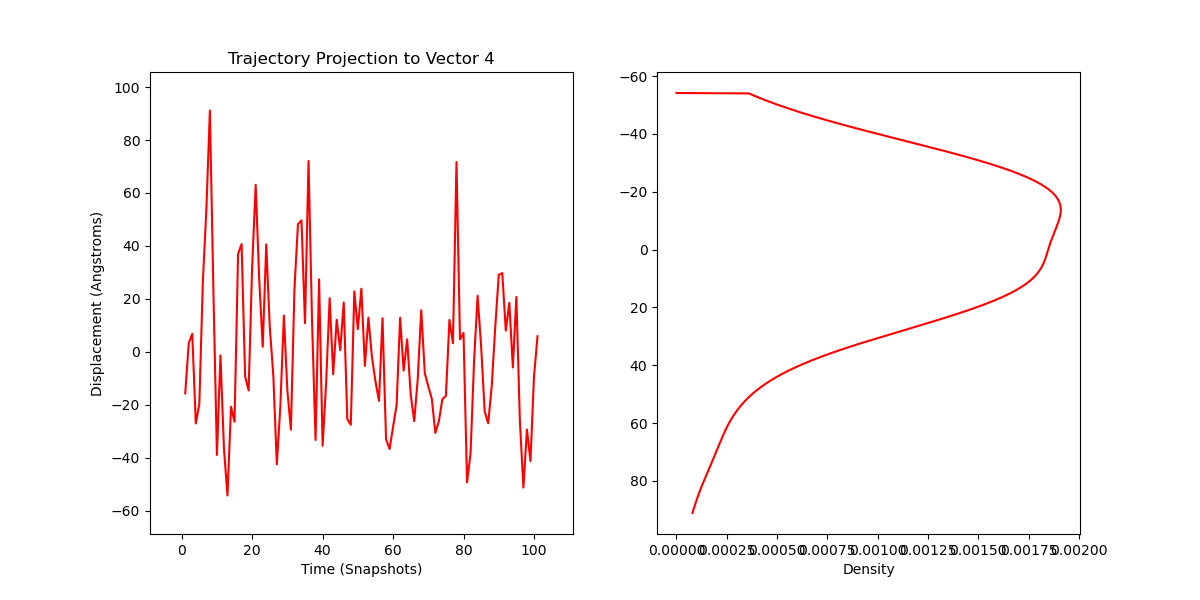 Trajectory Projection to Vector 4
Displacement (Angstroms)
100
80
60
40
20
0
−20
−40
−60
0 20 40 60 80 100
Time (Snapshots)
−60
−40
−20
0
20
40
60
80
0.00000 0.00025 0.00050 0.00075 0.00100 0.00125 0.00150 0.00175 0.00200
Density